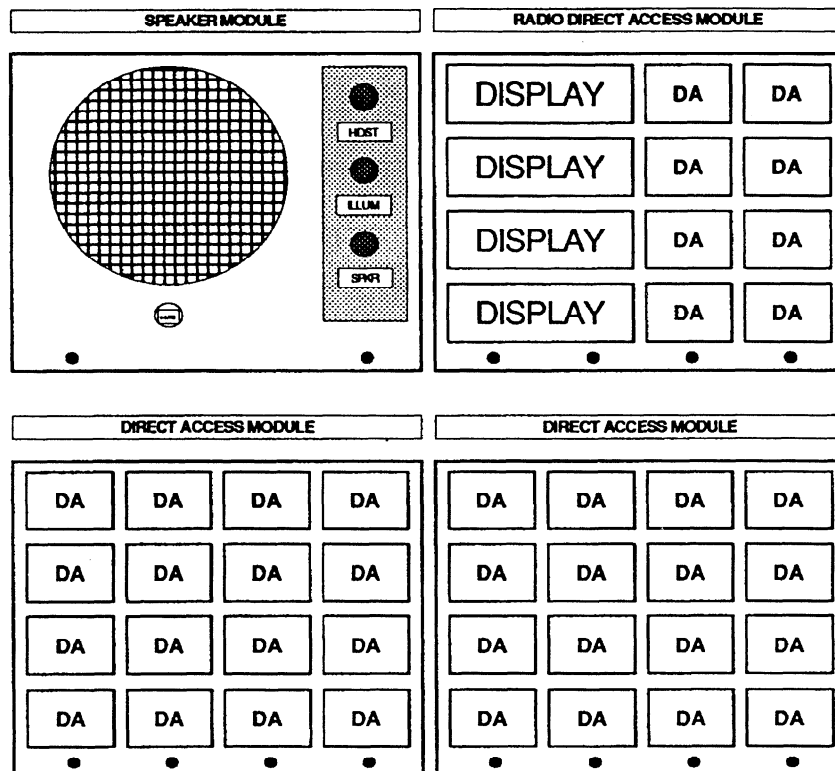 SPEAKER MODULE
HDST
ILLUM
SPKR
RADIO DIRECT ACCESS MODULE
DISPLAY DA DA
DISPLAY DA DA
DISPLAY DA DA
DISPLAY DA DA
DIRECT ACCESS MODULE
DA DA DA DA
DA DA DA DA
DA DA DA DA
DA DA DA DA
DIRECT ACCESS MODULE
DA DA DA DA
DA DA DA DA
DA DA DA DA
DA DA DA DA